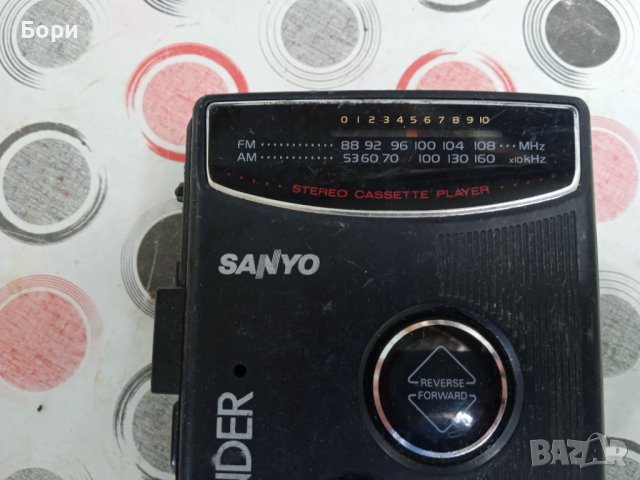 Бори
0 1 2 3 4 5 6 7 8 9 10
FM 88 92 96 100 104 108 MHz
AM 53 60 70 100 130 160 x10kHz
STEREO CASSETTE PLAYER
SANYO
REVERSE
FORWARD
BAZAR